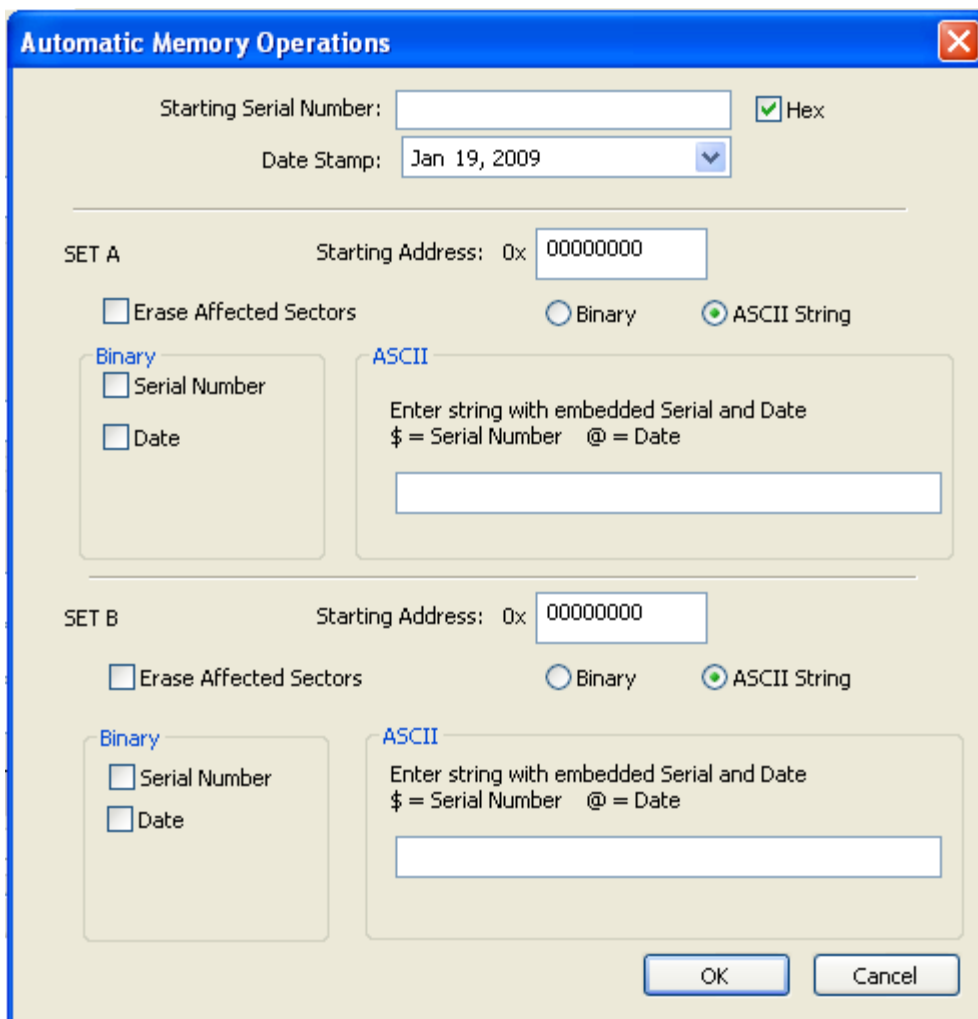 Automatic Memory Operations
Starting Serial Number: Hex
Date Stamp: Jan 19, 2009
SET A Starting Address: 0x 00000000
Erase Affected Sectors Binary ASCII String
Binary ASCII
Serial Number
Enter string with embedded Serial and Date
Date $ = Serial Number @ = Date
SET B Starting Address: 0x 00000000
Erase Affected Sectors Binary ASCII String
Binary ASCII
Serial Number Enter string with embedded Serial and Date
$ = Serial Number @ = Date
Date
OK Cancel